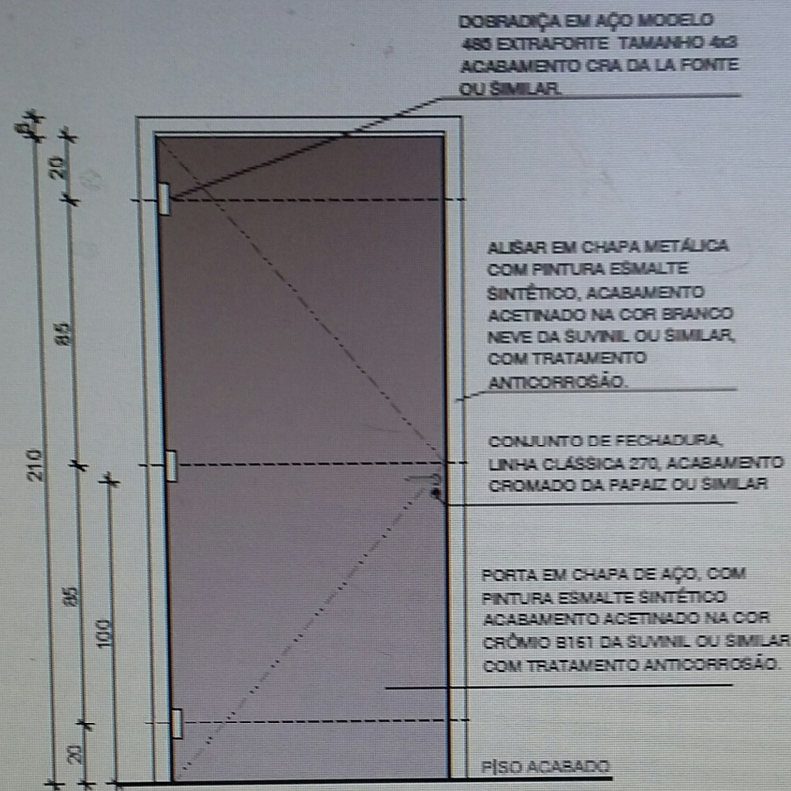 DOBRADIÇA EM AÇO MODELO
485 EXTRAFORTE TAMANHO 4x3
ACABAMENTO CRA DA LA FONTE
OU SIMILAR.
20
85
210
85
100
20
ALISAR EM CHAPA METÁLICA
COM PINTURA ESMALTE
SINTÉTICO, ACABAMENTO
ACETINADO NA COR BRANCO
NEVE DA SUVINIL OU SIMILAR,
COM TRATAMENTO
ANTICORROSÃO.
CONJUNTO DE FECHADURA,
LINHA CLÁSSICA 270, ACABAMENTO
CROMADO DA PAPAIZ OU SIMILAR
PORTA EM CHAPA DE AÇO, COM
PINTURA ESMALTE SINTÉTICO
ACABAMENTO ACETINADO NA COR
CRÔMIO B161 DA SUVINIL OU SIMILAR
COM TRATAMENTO ANTICORROSÃO.
PISO ACABADO